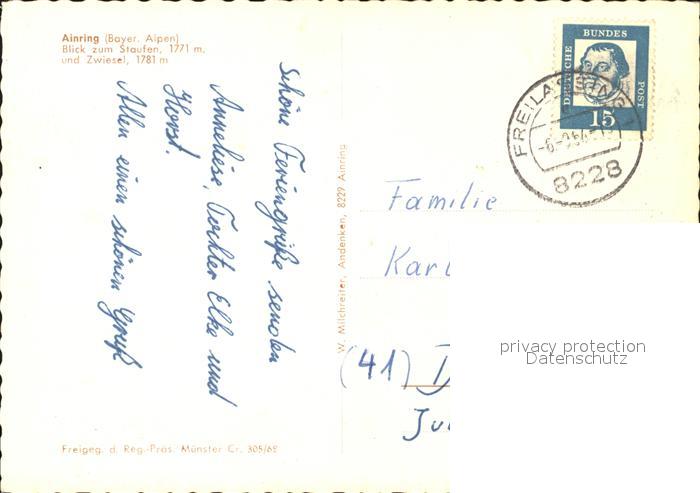 Ainring (Bayer. Alpen)
Blick zum Staufen, 1771 m,
und Zwiesel, 1781 m
Schöne Feriengrüße senden
Anneliese, Tochter Elke und
Horst.
Allen einen schönen Gruß
Freigeg. d. Reg.-Präs. Münster Cr. 305/62
W. Milchreiter, Andenken, 8229 Ainring
DEUTSCHE BUNDES POST
15
FREILASSING
8228
Familie
Karl
(41)
privacy protection
Datenschutz